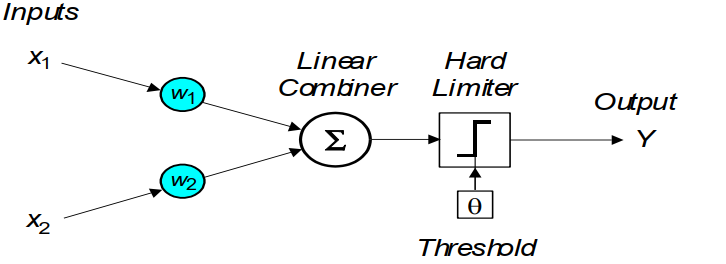 Inputs
x1
w1
Linear
Combiner
Σ
Hard
Limiter
θ
Threshold
Output
Y
w2
x2